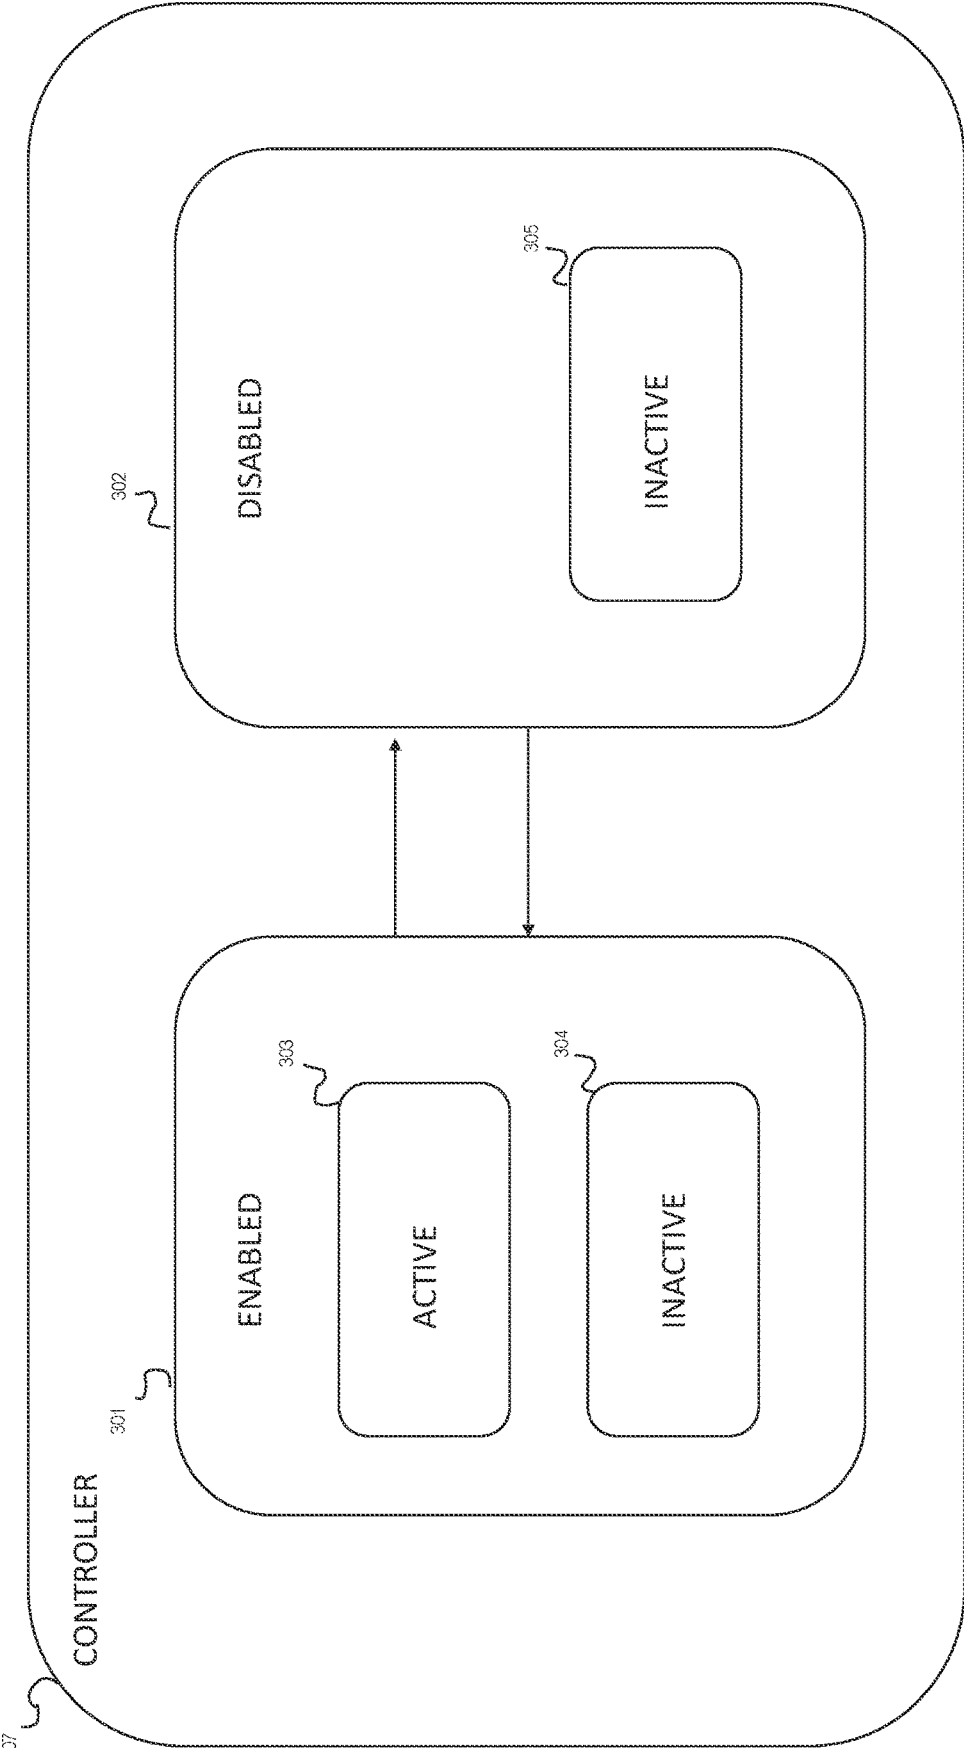 CONTROLLER
301
ENABLED
303
ACTIVE
304
INACTIVE
302
DISABLED
305
INACTIVE